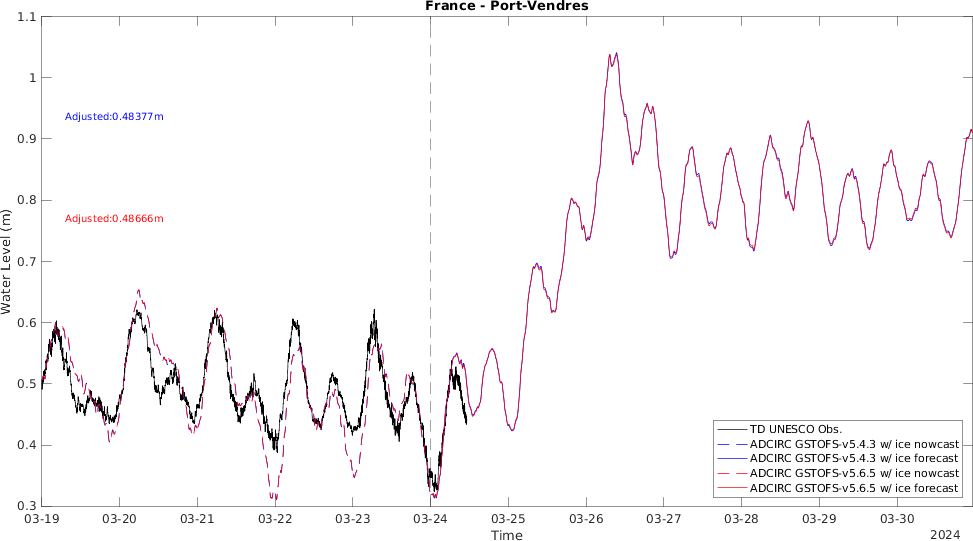 France - Port-Vendres
1.1
1
0.9
0.8
0.7
0.6
0.5
0.4
0.3
Water Level (m)
Adjusted:0.48377m
Adjusted:0.48666m
TD UNESCO Obs.
ADCIRC GSTOFS-v5.4.3 w/ ice nowcast
ADCIRC GSTOFS-v5.4.3 w/ ice forecast
ADCIRC GSTOFS-v5.6.5 w/ ice nowcast
ADCIRC GSTOFS-v5.6.5 w/ ice forecast
03-19 03-20 03-21 03-22 03-23 03-24 03-25 03-26 03-27 03-28 03-29 03-30
Time
2024